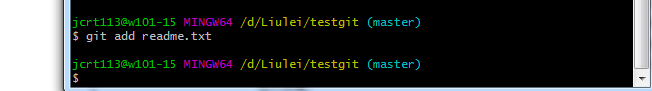 jcrt113@w101-15 MINGW64 /d/Liulei/testgit (master)
$ git add readme.txt
jcrt113@w101-15 MINGW64 /d/Liulei/testgit (master)
$